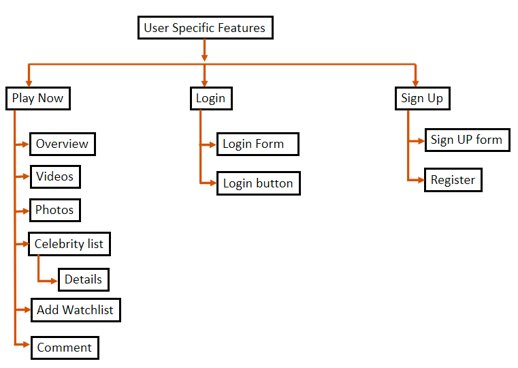 User Specific Features
Play Now
Login
Sign Up
Overview
Login Form
Sign UP form
Videos
Login button
Register
Photos
Celebrity list
Details
Add Watchlist
Comment